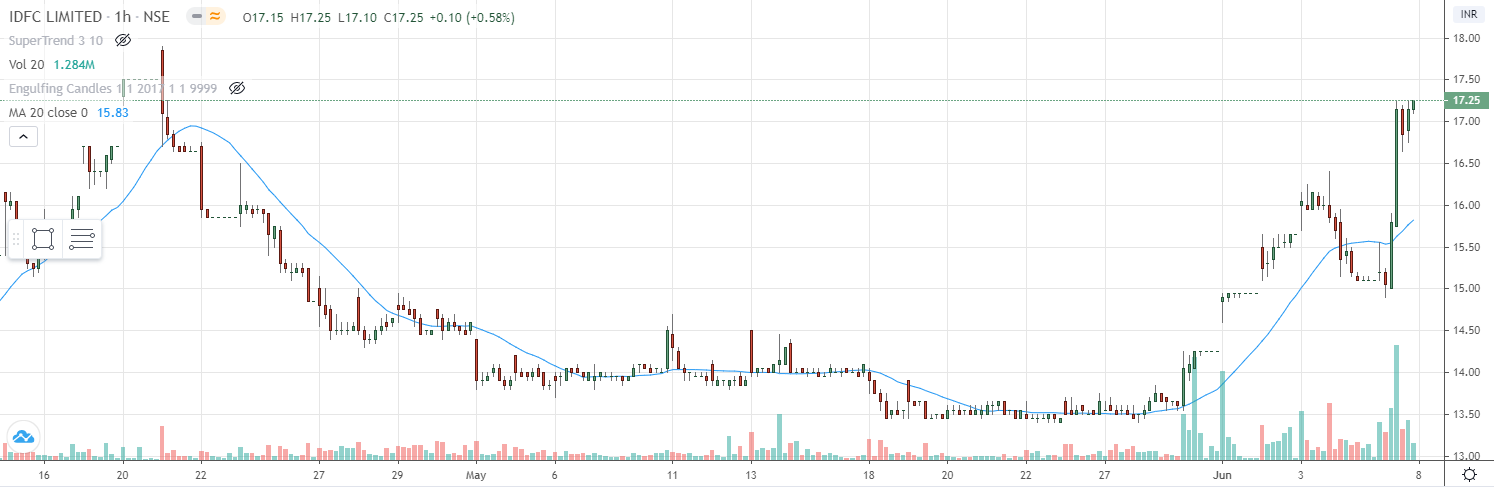 IDFC LIMITED · 1h · NSE O17.15 H17.25 L17.10 C17.25 +0.10 (+0.58%)
INR
SuperTrend 3 10
Vol 20 1.284M
Engulfing Candles 1 1 2017 1 1 9999
MA 20 close 0 15.83
18.00
17.50
17.25
17.00
16.50
16.00
15.50
15.00
14.50
14.00
13.50
13.00
16 20 22 27 29 May 6 11 13 18 20 22 27 Jun 3 8